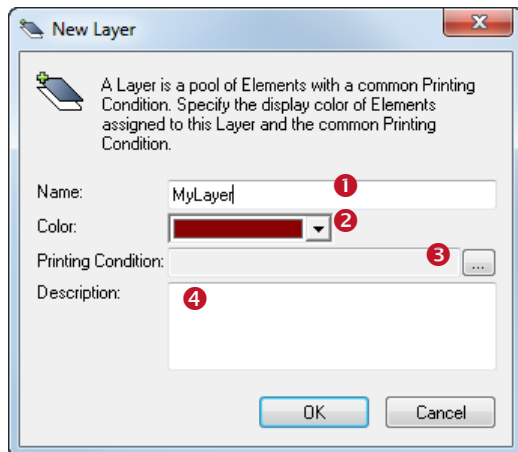 New Layer
A Layer is a pool of Elements with a common Printing
Condition. Specify the display color of Elements
assigned to this Layer and the common Printing
Condition.
Name: MyLayer 1
Color: 2
Printing Condition: 3 ...
Description: 4
OK Cancel